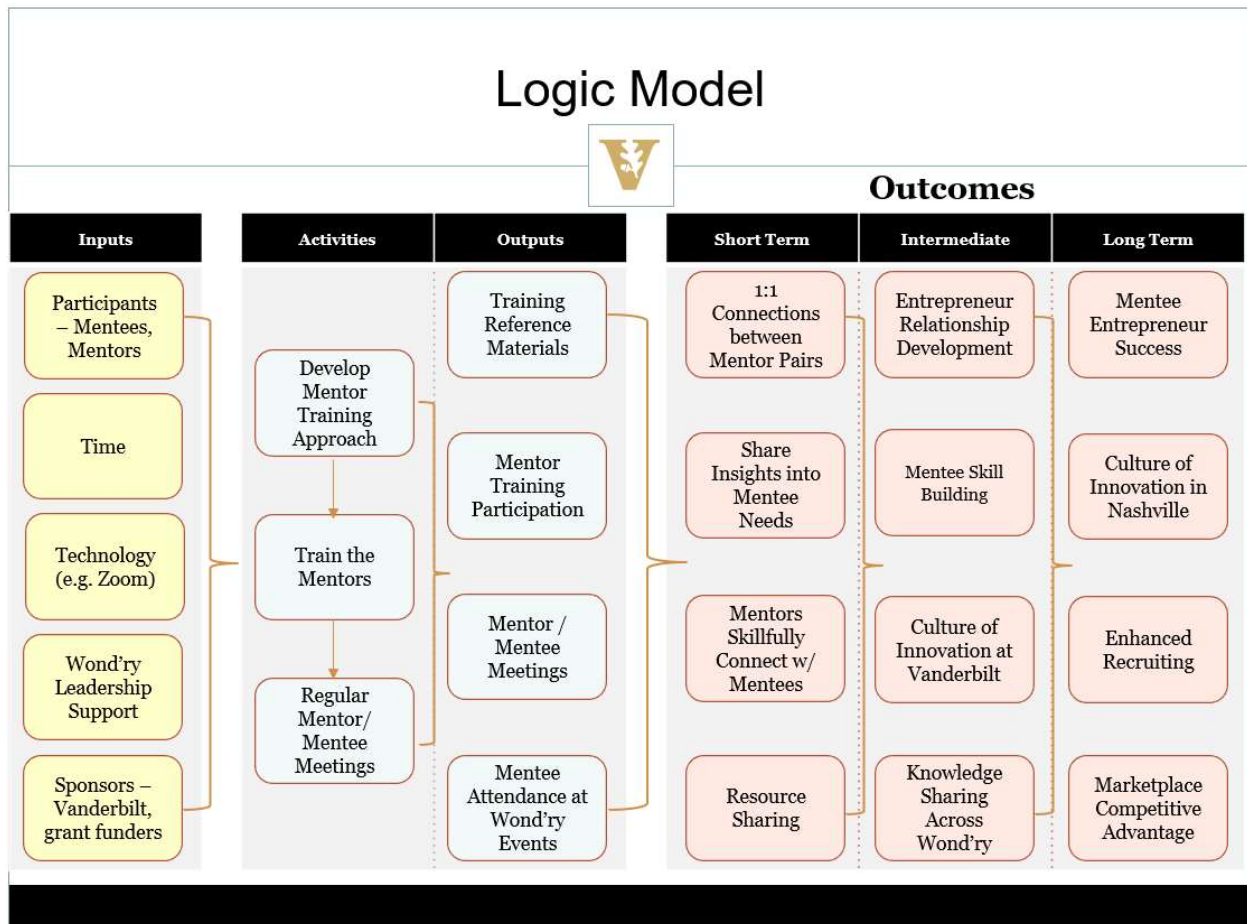 Logic Model
Outcomes
Inputs
Activities
Outputs
Short Term
Intermediate
Long Term
Participants
– Mentees,
Mentors
Time
Technology
(e.g. Zoom)
Wond’ry
Leadership
Support
Sponsors –
Vanderbilt,
grant funders
Develop
Mentor
Training
Approach
Train the
Mentors
Regular
Mentor/
Mentee
Meetings
Training
Reference
Materials
Mentor
Training
Participation
Mentor /
Mentee
Meetings
Mentee
Attendance at
Wond’ry
Events
1:1
Connections
between
Mentor Pairs
Share
Insights into
Mentee
Needs
Mentors
Skillfully
Connect w/
Mentees
Resource
Sharing
Entrepreneur
Relationship
Development
Mentee Skill
Building
Culture of
Innovation at
Vanderbilt
Knowledge
Sharing
Across
Wond’ry
Mentee
Entrepreneur
Success
Culture of
Innovation in
Nashville
Enhanced
Recruiting
Marketplace
Competitive
Advantage